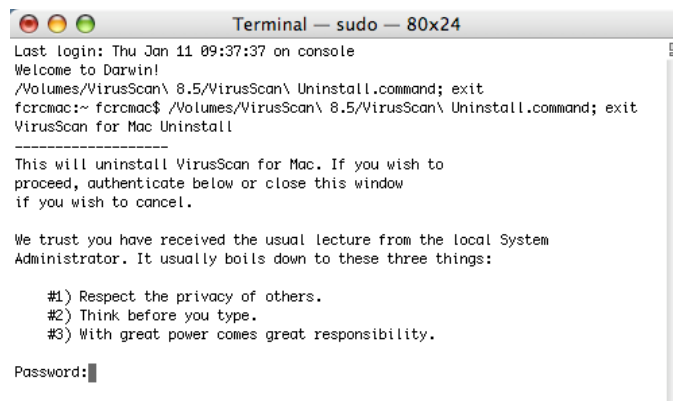 Terminal — sudo — 80x24
Last login: Thu Jan 11 09:37:37 on console
Welcome to Darwin!
/Volumes/VirusScan\ 8.5/VirusScan\ Uninstall.command; exit
fcrcmac:~ fcrcmac$ /Volumes/VirusScan\ 8.5/VirusScan\ Uninstall.command; exit
VirusScan for Mac Uninstall
-------------------
This will uninstall VirusScan for Mac. If you wish to
proceed, authenticate below or close this window
if you wish to cancel.

We trust you have received the usual lecture from the local System
Administrator. It usually boils down to these three things:

    #1) Respect the privacy of others.
    #2) Think before you type.
    #3) With great power comes great responsibility.

Password: